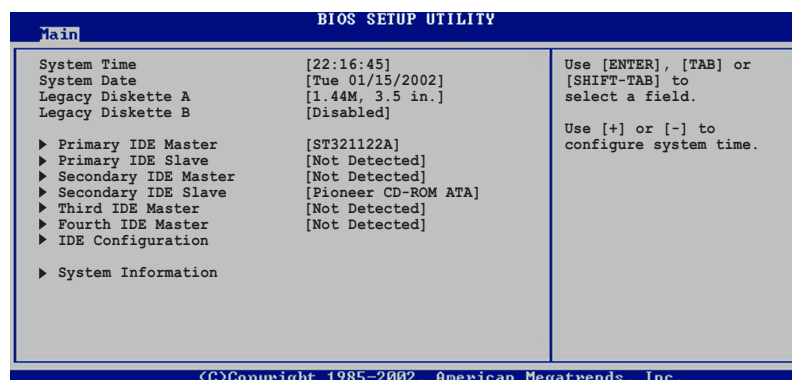 BIOS SETUP UTILITY
Main
System Time [22:16:45]
System Date [Tue 01/15/2002]
Legacy Diskette A [1.44M, 3.5 in.]
Legacy Diskette B [Disabled]
▶ Primary IDE Master [ST321122A]
▶ Primary IDE Slave [Not Detected]
▶ Secondary IDE Master [Not Detected]
▶ Secondary IDE Slave [Pioneer CD-ROM ATA]
▶ Third IDE Master [Not Detected]
▶ Fourth IDE Master [Not Detected]
▶ IDE Configuration
▶ System Information
Use [ENTER], [TAB] or
[SHIFT-TAB] to
select a field.
Use [+] or [-] to
configure system time.
(C)Copyright 1985-2002, American Megatrends, Inc.